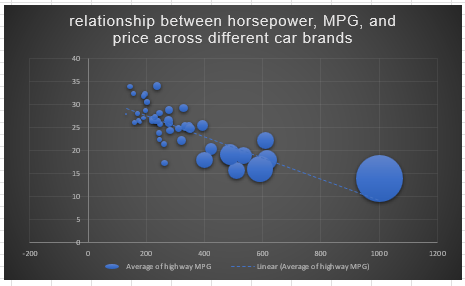 relationship between horsepower, MPG, and
price across different car brands
40
35
30
25
20
15
10
5
0
-200 0 200 400 600 800 1000 1200
Average of highway MPG Linear (Average of highway MPG)